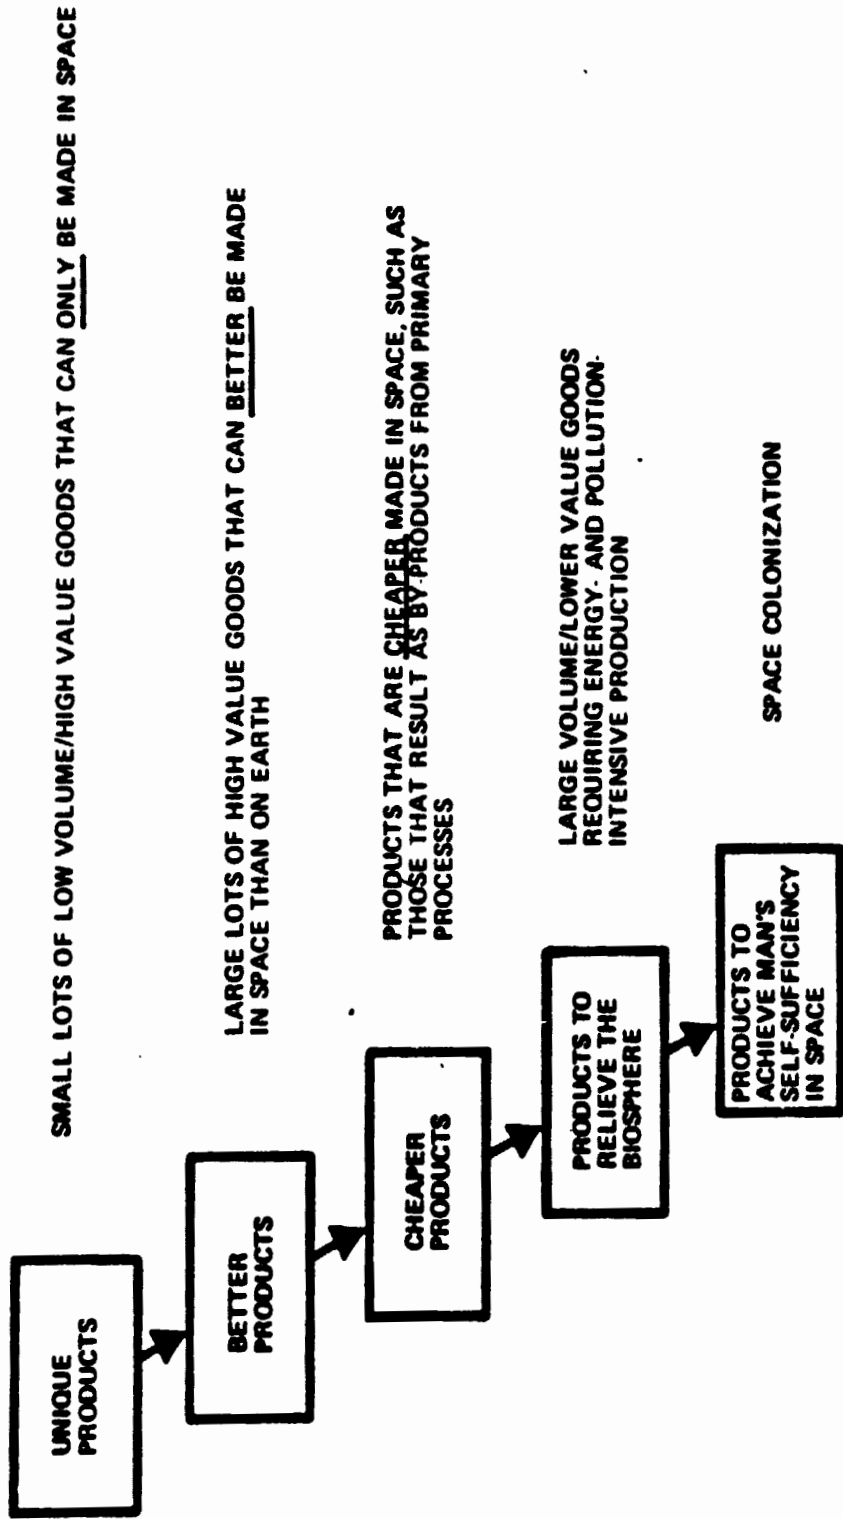 UNIQUE
PRODUCTS
SMALL LOTS OF LOW VOLUME/HIGH VALUE GOODS THAT CAN ONLY BE MADE IN SPACE
BETTER
PRODUCTS
LARGE LOTS OF HIGH VALUE GOODS THAT CAN BETTER BE MADE
IN SPACE THAN ON EARTH
CHEAPER
PRODUCTS
PRODUCTS THAT ARE CHEAPER MADE IN SPACE, SUCH AS
THOSE THAT RESULT AS BY-PRODUCTS FROM PRIMARY
PROCESSES
PRODUCTS TO
RELIEVE THE
BIOSPHERE
LARGE VOLUME/LOWER VALUE GOODS
REQUIRING ENERGY- AND POLLUTION-
INTENSIVE PRODUCTION
PRODUCTS TO
ACHIEVE MAN'S
SELF-SUFFICIENCY
IN SPACE
SPACE COLONIZATION